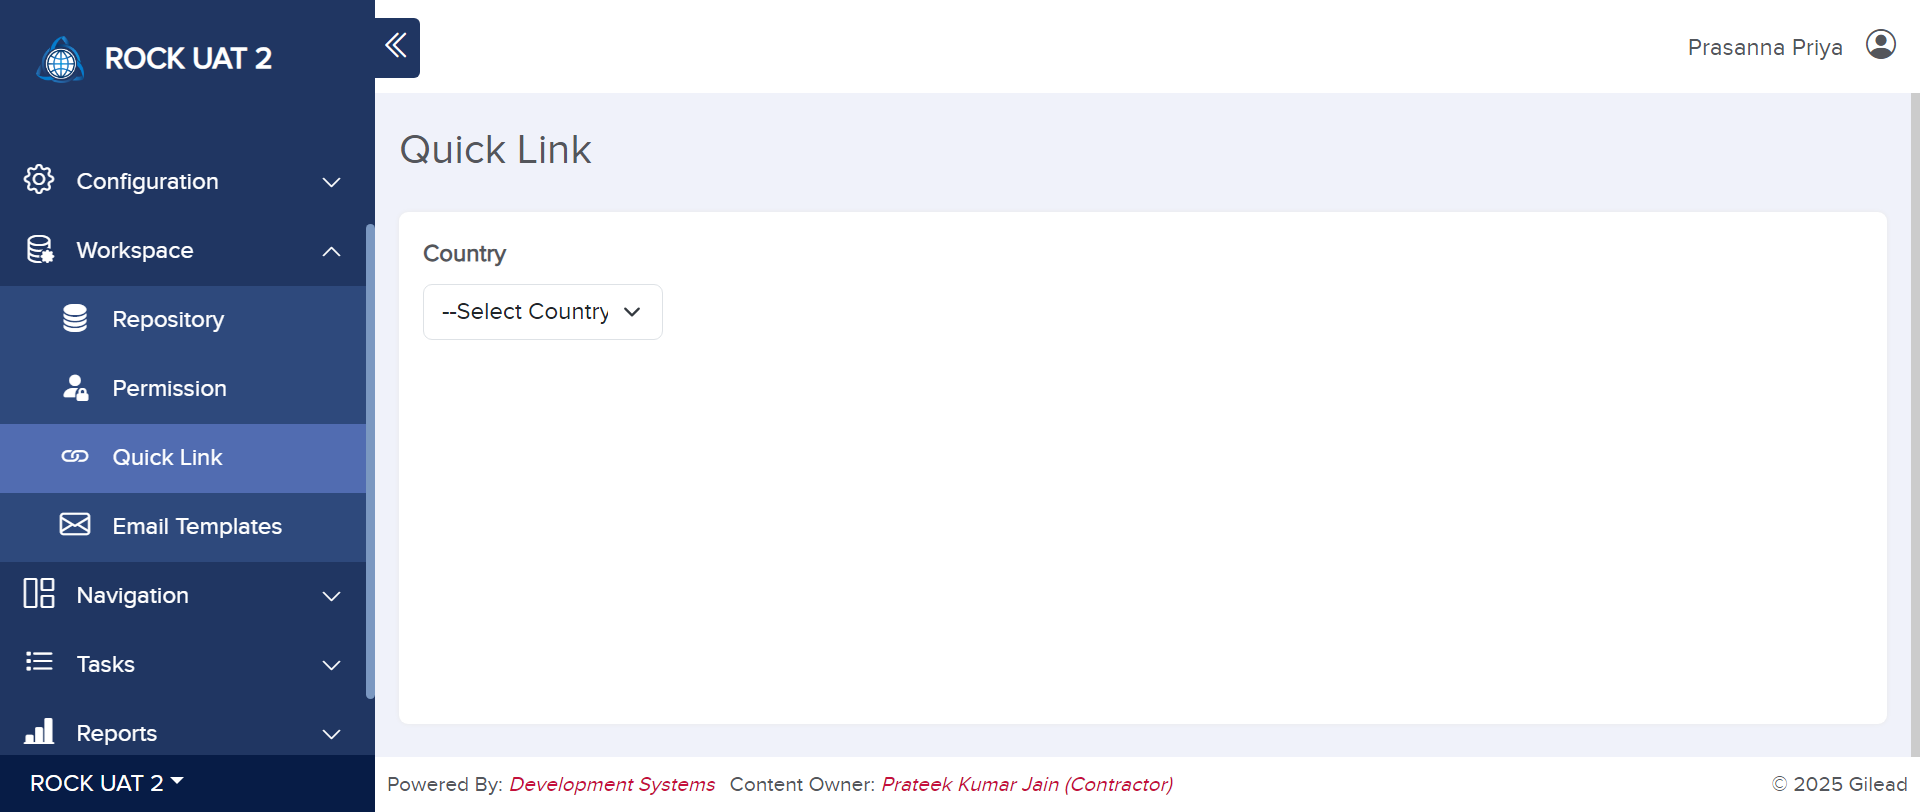 ROCK UAT 2
Prasanna Priya
Configuration
Workspace
Repository
Permission
Quick Link
Email Templates
Navigation
Tasks
Reports
ROCK UAT 2
Quick Link
Country
--Select Country
Powered By: Development Systems Content Owner: Prateek Kumar Jain (Contractor)
© 2025 Gilead